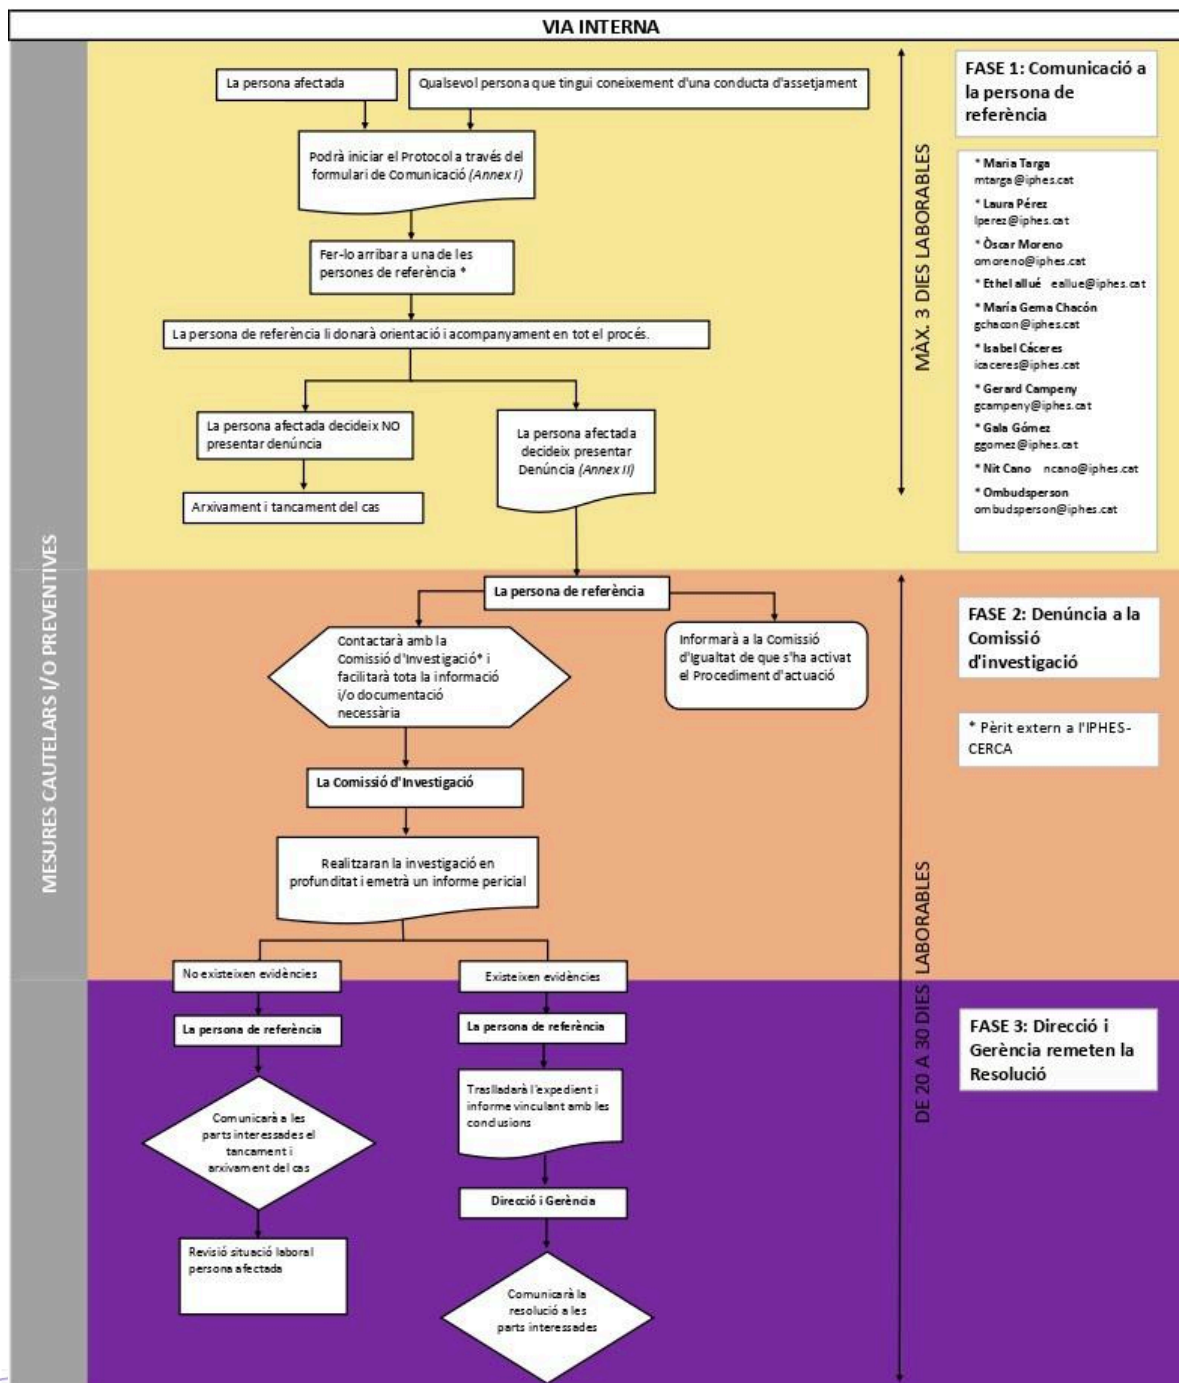 VIA INTERNA
MESURES CAUTELARS I/O PREVENTIVES
La persona afectada
Qualsevol persona que tingui coneixement d'una conducta d'assetjament
Podrà iniciar el Protocol a través del
formulari de Comunicació (Annex I)
Fer-lo arribar a una de les
persones de referència *
La persona de referència li donarà orientació i acompanyament en tot el procés.
La persona afectada decideix NO
presentar denúncia
Arxivament i tancament del cas
La persona afectada
decideix presentar
Denúncia (Annex II)
MÀX. 3 DIES LABORABLES
FASE 1: Comunicació a
la persona de
referència
* Maria Targa
mtarga@iphes.cat
* Laura Pérez
lperez@iphes.cat
* Òscar Moreno
omoreno@iphes.cat
* Ethel allué eallue@iphes.cat
* María Gema Chacón
gchacon@iphes.cat
* Isabel Cáceres
icaceres@iphes.cat
* Gerard Campeny
gcampeny@iphes.cat
* Gala Gómez
ggomez@iphes.cat
* Nit Cano ncano@iphes.cat
* Ombudsperson
ombudsperson@iphes.cat
La persona de referència
Contactarà amb la
Comissió d'Investigació* i
facilitarà tota la informació
i/o documentació
necessària
Informarà a la Comissió
d'Igualtat de que s'ha activat
el Procediment d'actuació
La Comissió d'Investigació
Realitzaran la investigació en
profunditat i emetrà un informe pericial
FASE 2: Denúncia a la
Comissió
d'investigació
* Pèrit extern a l'IPHES-
CERCA
DE 20 A 30 DIES LABORABLES
No existeixen evidències
La persona de referència
Comunicarà a les
parts interessades el
tancament i
arxivament del cas
Revisió situació laboral
persona afectada
Existeixen evidències
La persona de referència
Traslladarà l'expedient i
informe vinculant amb les
conclusions
Direcció i Gerència
Comunicarà la
resolució a les
parts interessades
FASE 3: Direcció i
Gerència remeten la
Resolució